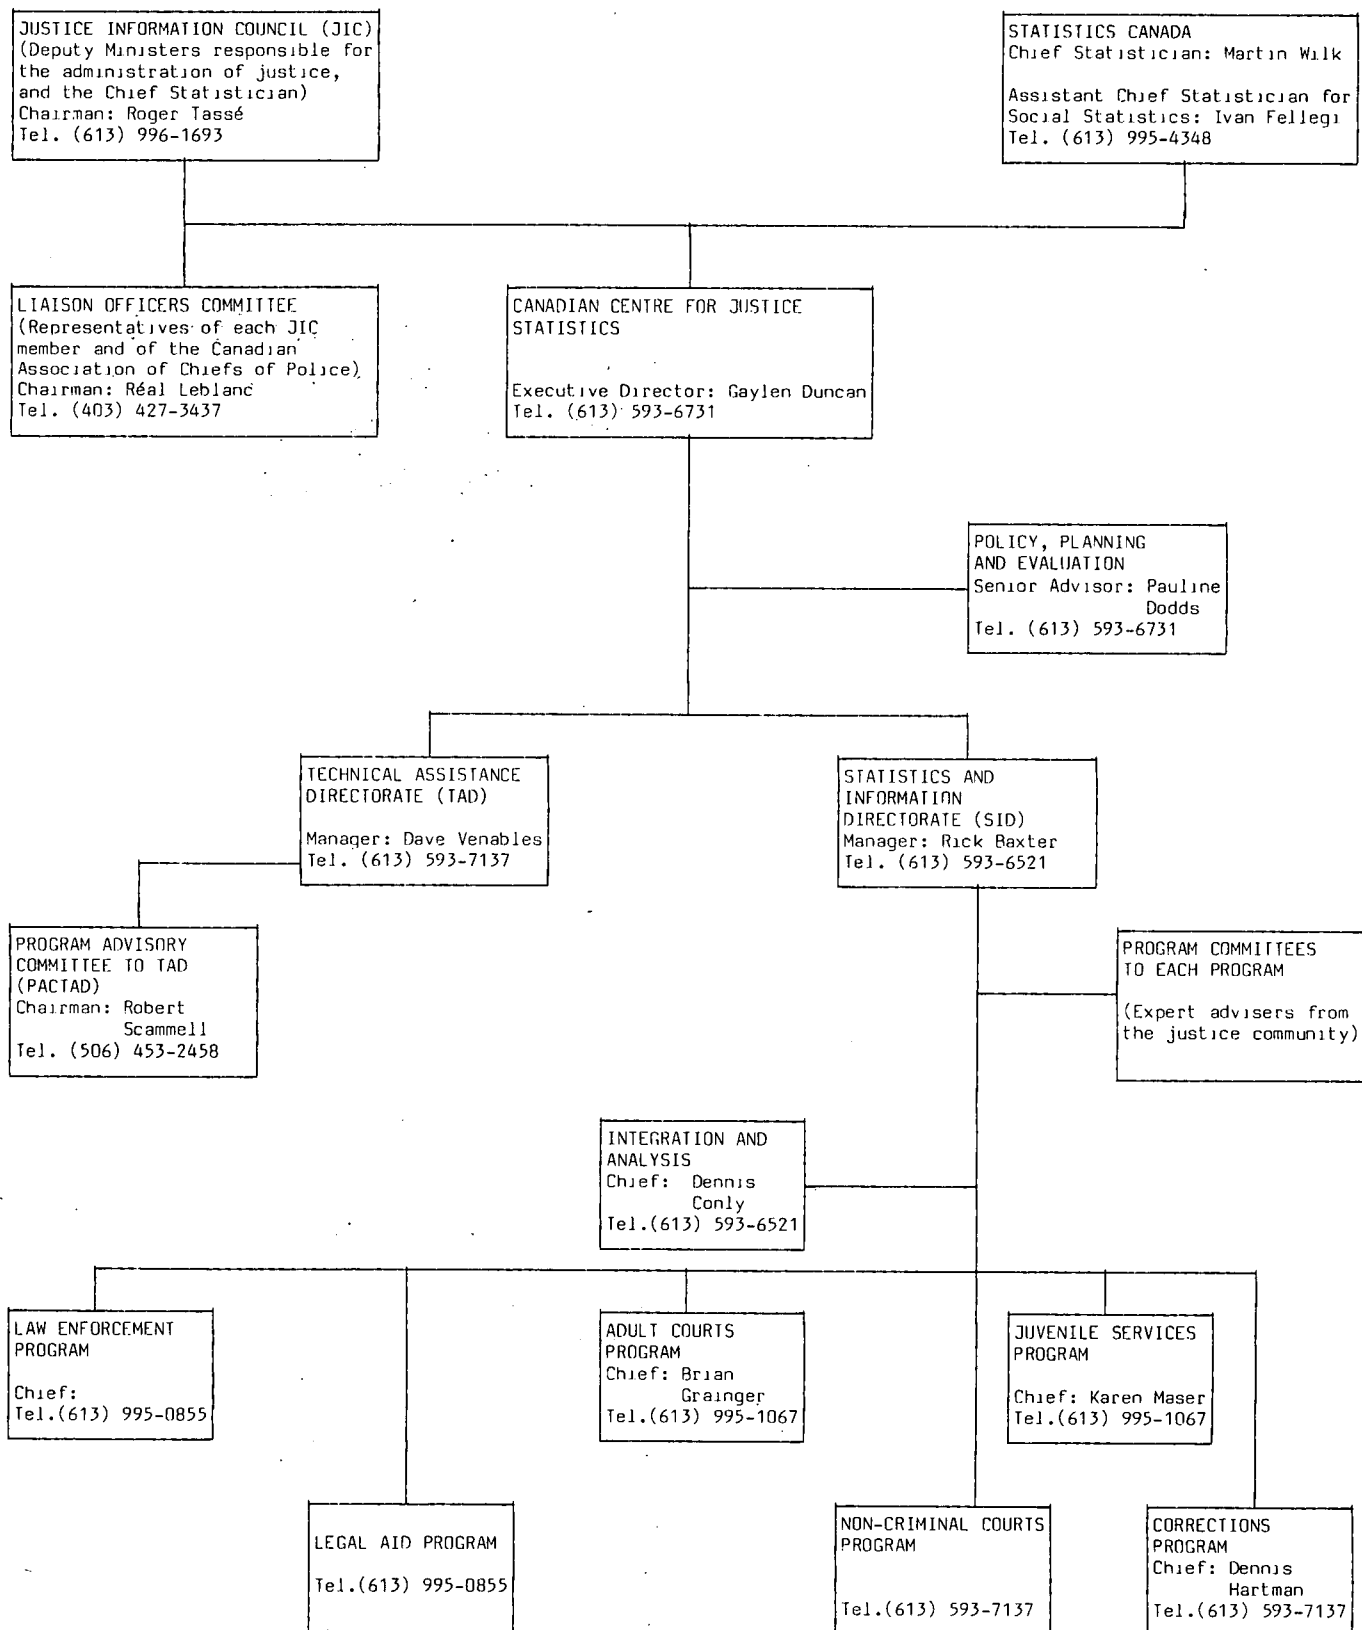 JUSTICE INFORMATION COUNCIL (JIC)
(Deputy Ministers responsible for
the administration of justice,
and the Chief Statistician)
Chairman: Roger Tassé
Tel. (613) 996-1693
STATISTICS CANADA
Chief Statistician: Martin Wilk
Assistant Chief Statistician for
Social Statistics: Ivan Fellegi
Tel. (613) 995-4348
LIAISON OFFICERS COMMITTEE
(Representatives of each JIC
member and of the Canadian
Association of Chiefs of Police)
Chairman: Réal Leblanc
Tel. (403) 427-3437
CANADIAN CENTRE FOR JUSTICE
STATISTICS
Executive Director: Gaylen Duncan
Tel. (613) 593-6731
POLICY, PLANNING
AND EVALUATION
Senior Advisor: Pauline
Dodds
Tel. (613) 593-6731
TECHNICAL ASSISTANCE
DIRECTORATE (TAD)
Manager: Dave Venables
Tel. (613) 593-7137
STATISTICS AND
INFORMATION
DIRECTORATE (SID)
Manager: Rick Baxter
Tel. (613) 593-6521
PROGRAM ADVISORY
COMMITTEE TO TAD
(PACTAD)
Chairman: Robert
Scammell
Tel. (506) 453-2458
PROGRAM COMMITTEES
TO EACH PROGRAM
(Expert advisers from
the justice community)
INTEGRATION AND
ANALYSIS
Chief: Dennis
Conly
Tel.(613) 593-6521
LAW ENFORCEMENT
PROGRAM
Chief:
Tel.(613) 995-0855
ADULT COURTS
PROGRAM
Chief: Brian
Grainger
Tel.(613) 995-1067
JUVENILE SERVICES
PROGRAM
Chief: Karen Maser
Tel.(613) 995-1067
LEGAL AID PROGRAM
Tel.(613) 995-0855
NON-CRIMINAL COURTS
PROGRAM
Tel.(613) 593-7137
CORRECTIONS
PROGRAM
Chief: Dennis
Hartman
Tel.(613) 593-7137